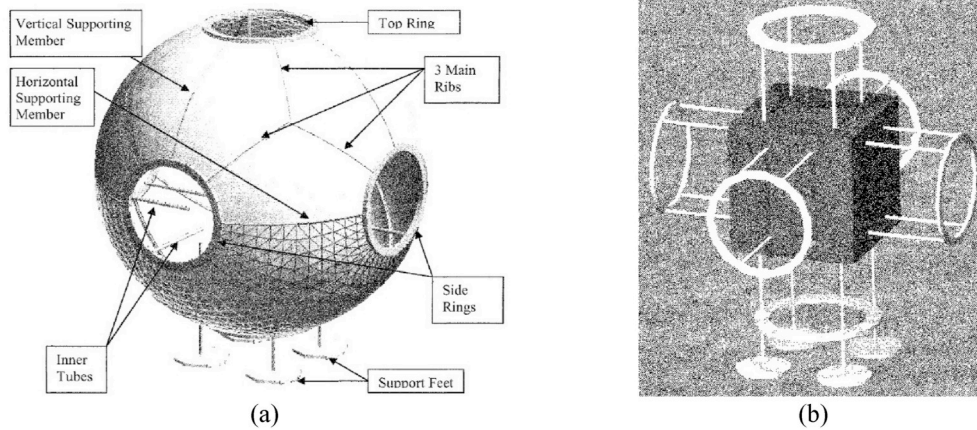 Vertical Supporting
Member
Top Ring
Horizontal
Supporting
Member
3 Main
Ribs
Side
Rings
Inner
Tubes
Support Feet
(a)
(b)